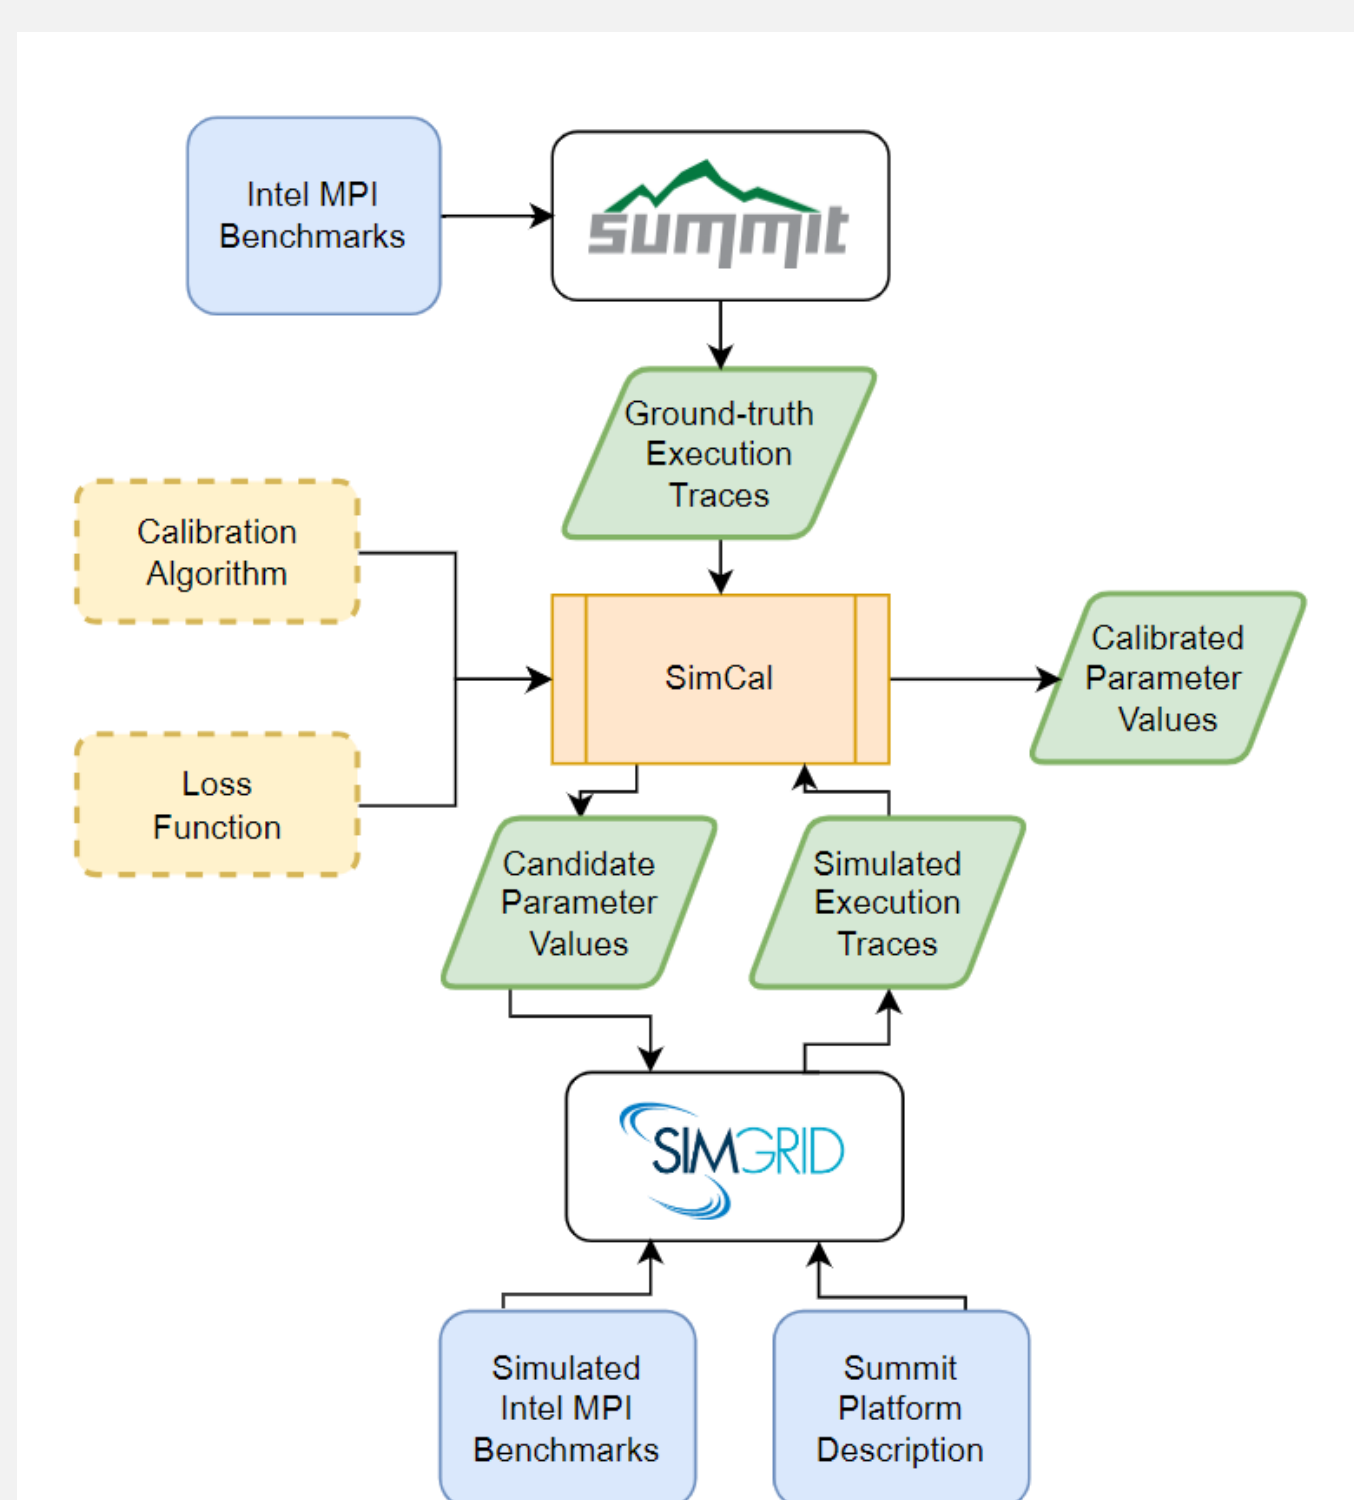 Intel MPI
Benchmarks
summit
Ground-truth
Execution
Traces
Calibration
Algorithm
SimCal
Calibrated
Parameter
Values
Loss
Function
Candidate
Parameter
Values
Simulated
Execution
Traces
SIMGRID
Simulated
Intel MPI
Benchmarks
Summit
Platform
Description